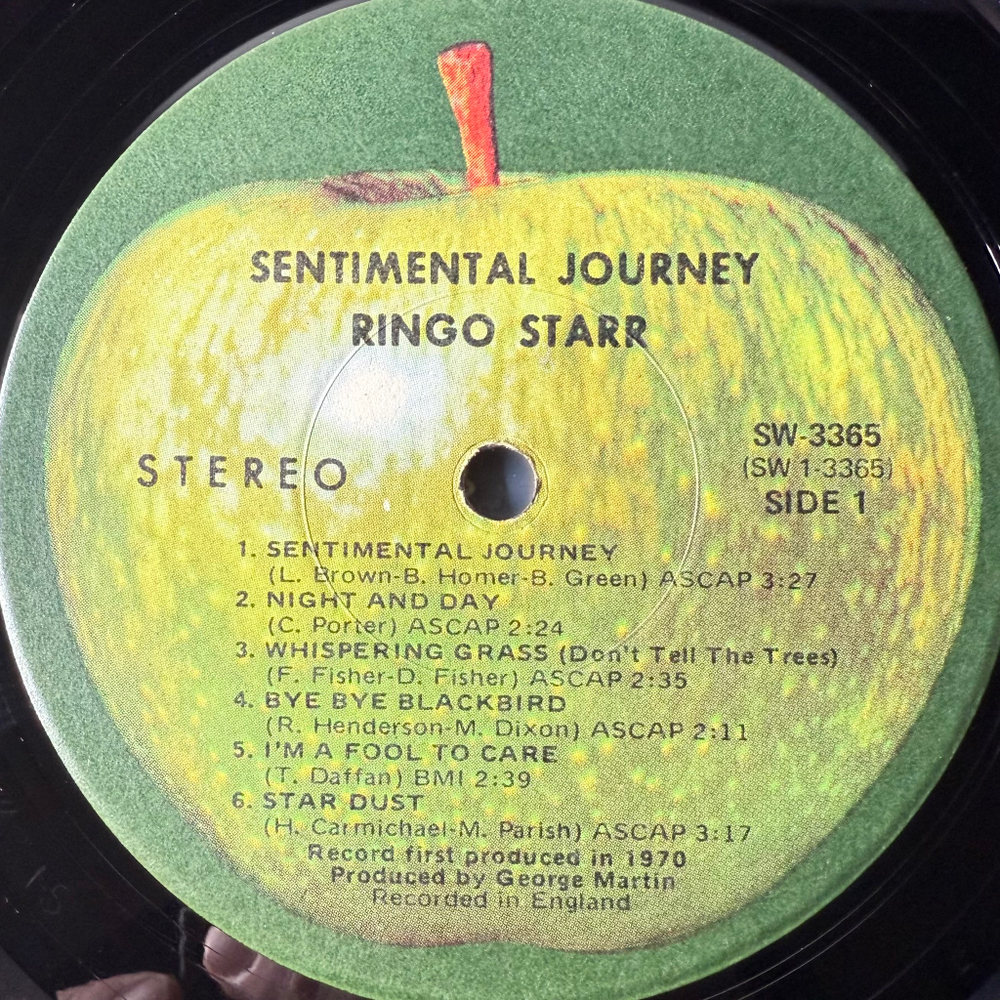 SENTIMENTAL JOURNEY
RINGO STARR
STEREO
SW-3365
(SW 1-3365)
SIDE 1
1. SENTIMENTAL JOURNEY
(L. Brown-B. Homer-B. Green) ASCAP 3:27
2. NIGHT AND DAY
(C. Porter) ASCAP 2:24
3. WHISPERING GRASS (Don't Tell The Trees)
(F. Fisher-D. Fisher) ASCAP 2:35
4. BYE BYE BLACKBIRD
(R. Henderson-M. Dixon) ASCAP 2:11
5. I'M A FOOL TO CARE
(T. Daffan) BMI 2:39
6. STAR DUST
(H. Carmichael-M. Parish) ASCAP 3:17
Record first produced in 1970
Produced by George Martin
Recorded in England